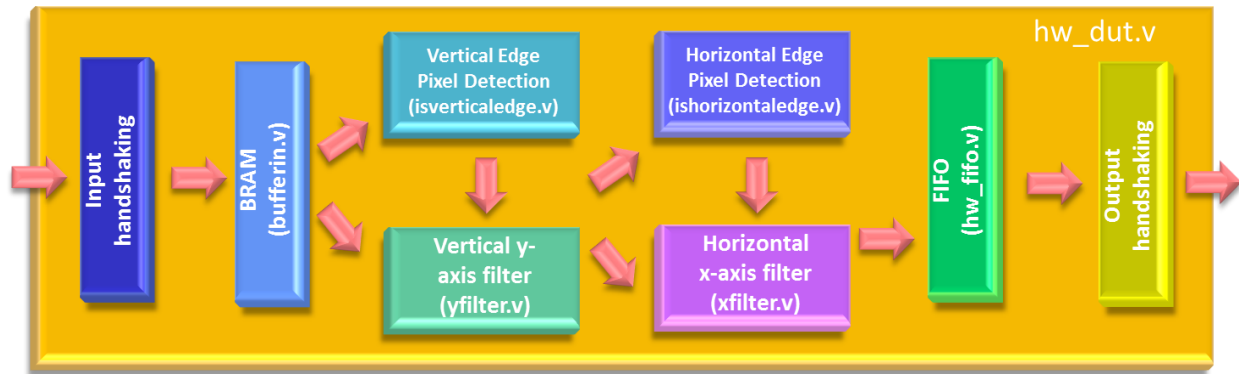 hw_dut.v
Input
handshaking
BRAM
(bufferin.v)
Vertical Edge
Pixel Detection
(isverticaledge.v)
Vertical y-
axis filter
(yfilter.v)
Horizontal Edge
Pixel Detection
(ishorizontaledge.v)
Horizontal
x-axis filter
(xfilter.v)
FIFO
(hw_fifo.v)
Output
handshaking